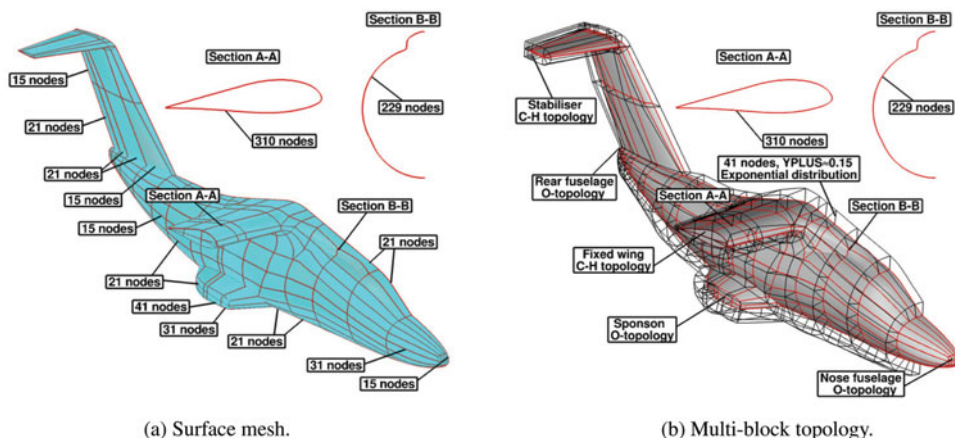 Section B-B
Section A-A
15 nodes
229 nodes
21 nodes
310 nodes
21 nodes
15 nodes
Section A-A
Section B-B
15 nodes
21 nodes
21 nodes
41 nodes
31 nodes
21 nodes
31 nodes
15 nodes
(a) Surface mesh.
Section B-B
Section A-A
Stabiliser
C-H topology
229 nodes
310 nodes
41 nodes, YPLUS~0.15
Exponential distribution
Rear fuselage
O-topology
Section A-A
Section B-B
Fixed wing
C-H topology
Sponson
O-topology
Nose fuselage
O-topology
(b) Multi-block topology.